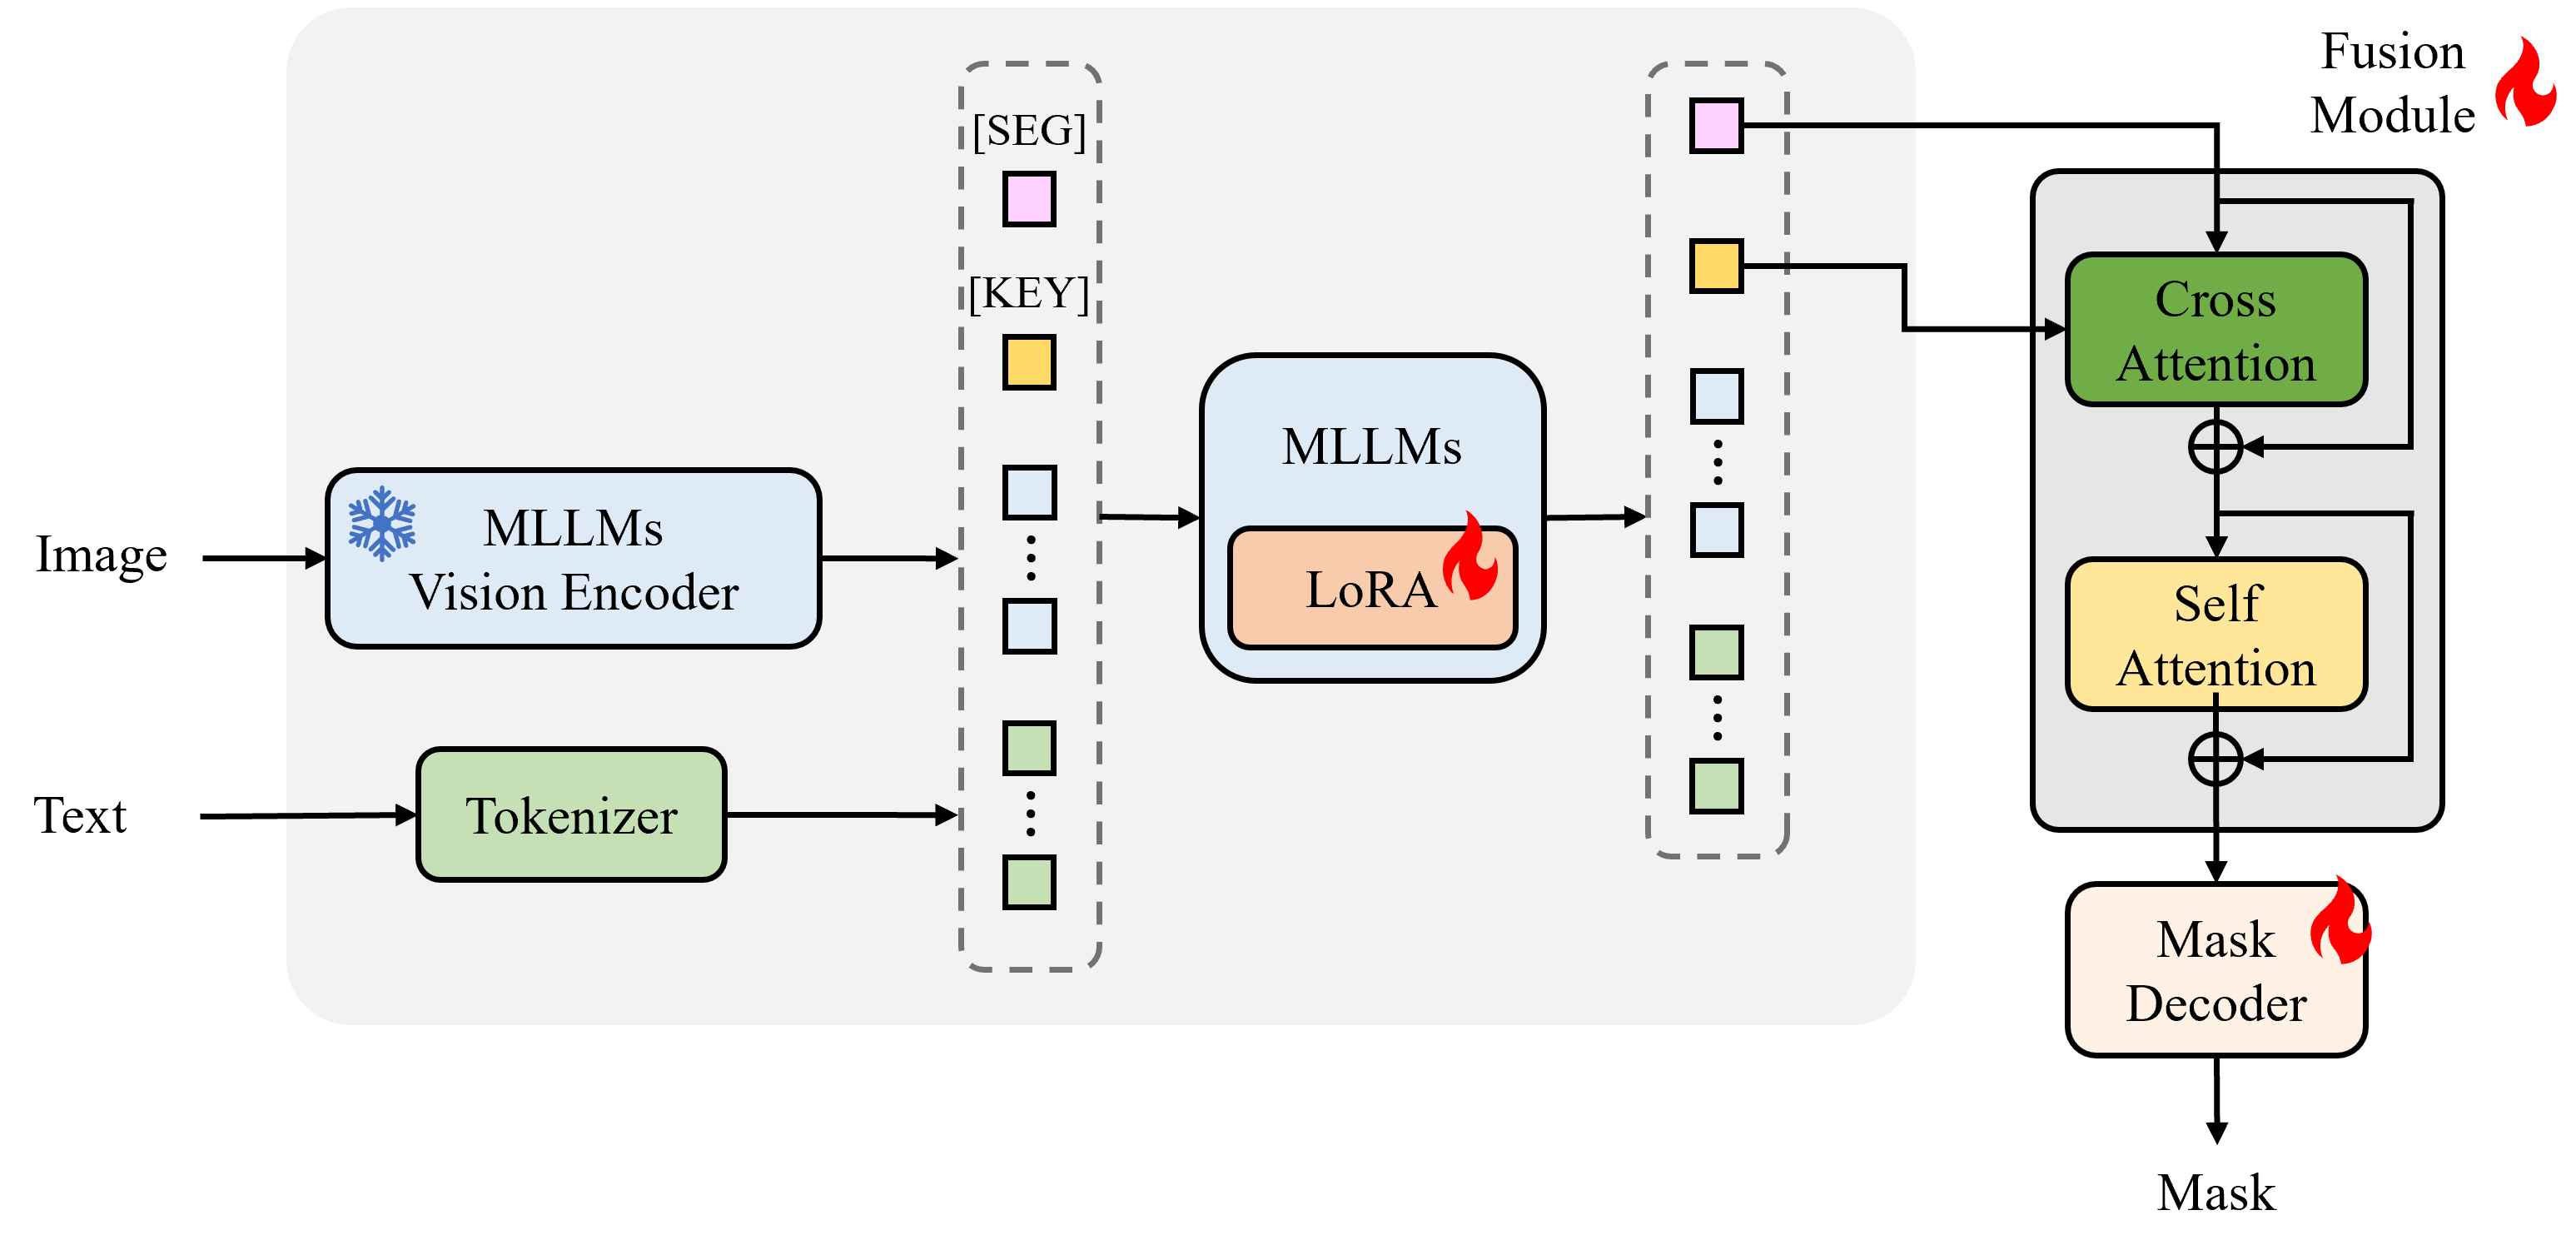 Fusion
Module
[SEG]
[KEY]
Cross
Attention
MLLMs
MLLMs
Vision Encoder
Image
LoRA
Self
Attention
Text
Tokenizer
Mask
Decoder
Mask